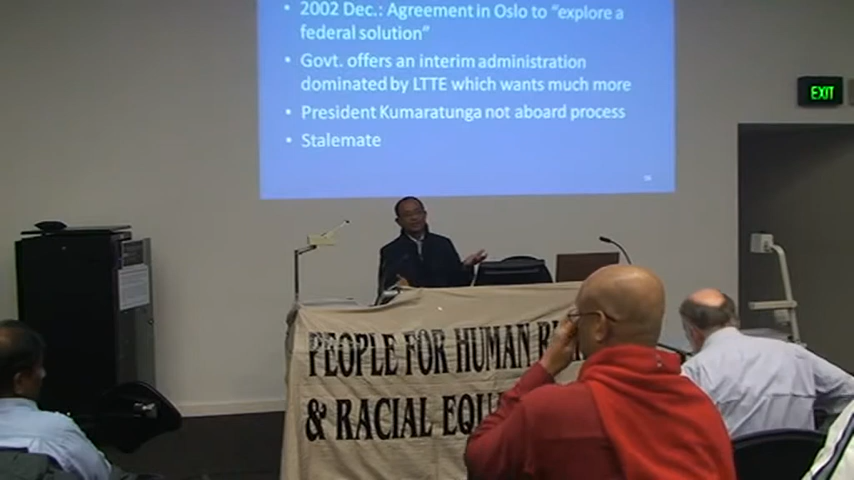 • 2002 Dec.: Agreement in Oslo to “explore a
federal solution”
• Govt. offers an interim administration
dominated by LTTE which wants much more
• President Kumaratunga not aboard process
• Stalemate
EXIT
PEOPLE FOR HUMAN
& RACIAL